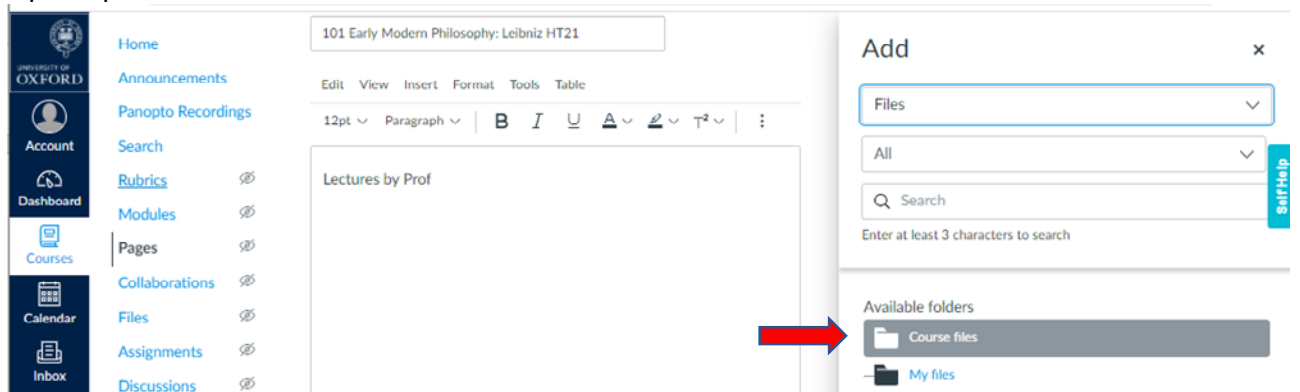 UNIVERSITY OF
OXFORD
Account
Dashboard
Courses
Calendar
Inbox
Home
Announcements
Panopto Recordings
Search
Rubrics
Modules
Pages
Collaborations
Files
Assignments
Discussions
101 Early Modern Philosophy: Leibniz HT21
Edit View Insert Format Tools Table
12pt Paragraph B I U A T²
Lectures by Prof
Add ×
Files
All
Search
Enter at least 3 characters to search
Available folders
Course files
My files
Self Help